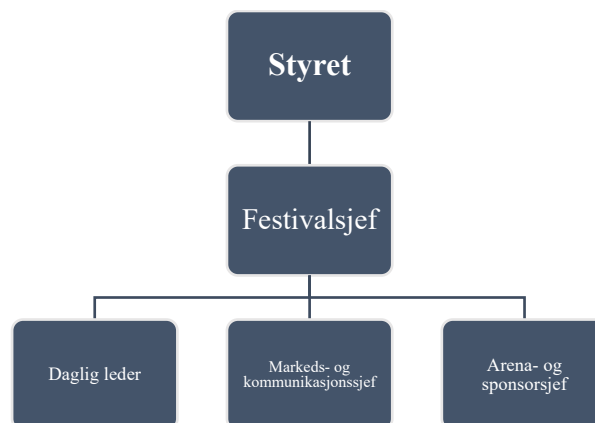 Styret
Festivalsjef
Daglig leder
Markeds- og
kommunikasjonssjef
Arena- og
sponsorsjef